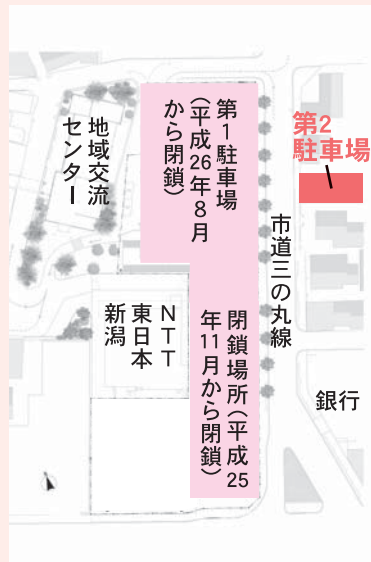 第1駐車場
（平成26年8月
から閉鎖）
第2
駐車場
地域交流
センター
市道三の丸線
NTT
東日本
新潟
閉鎖場所（平成25
年11月から閉鎖）
銀行